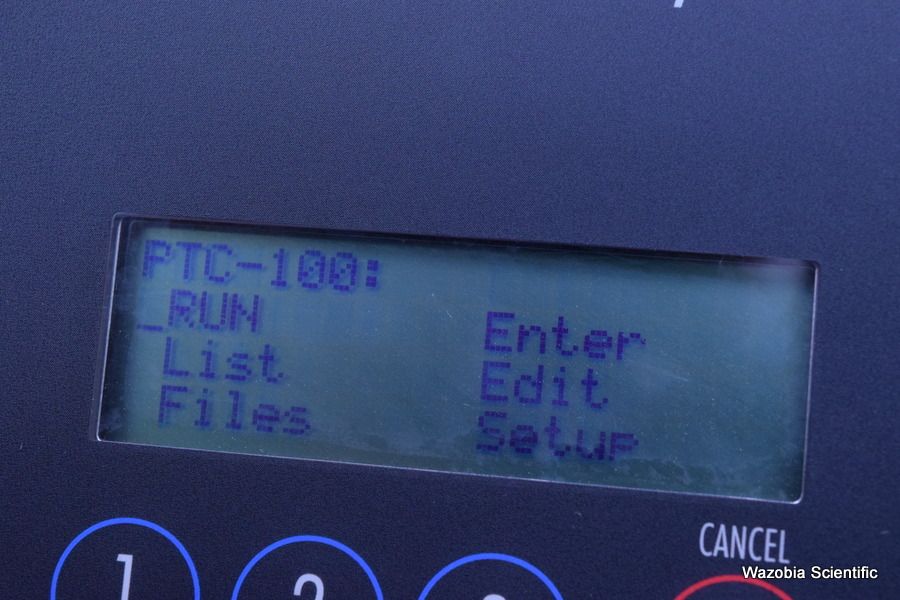 PTC-100:
_RUN Enter
List Edit
Files Setup
CANCEL
1 2
Wazobia Scientific